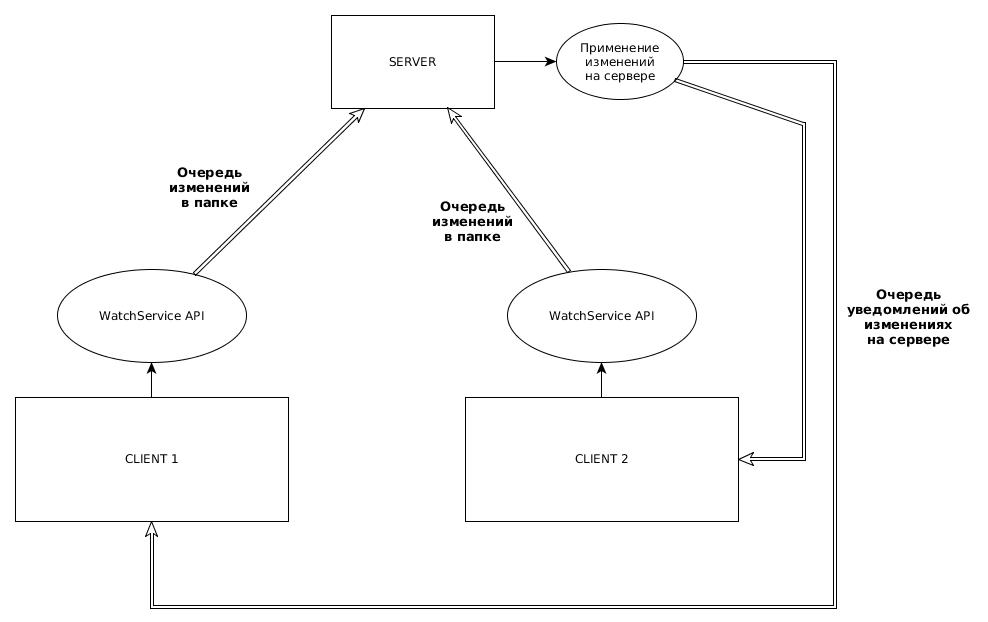 SERVER
Применение
изменений
на сервере
Очередь
изменений
в папке
Очередь
изменений
в папке
WatchService API
WatchService API
Очередь
уведомлений об
изменениях
на сервере
CLIENT 1
CLIENT 2